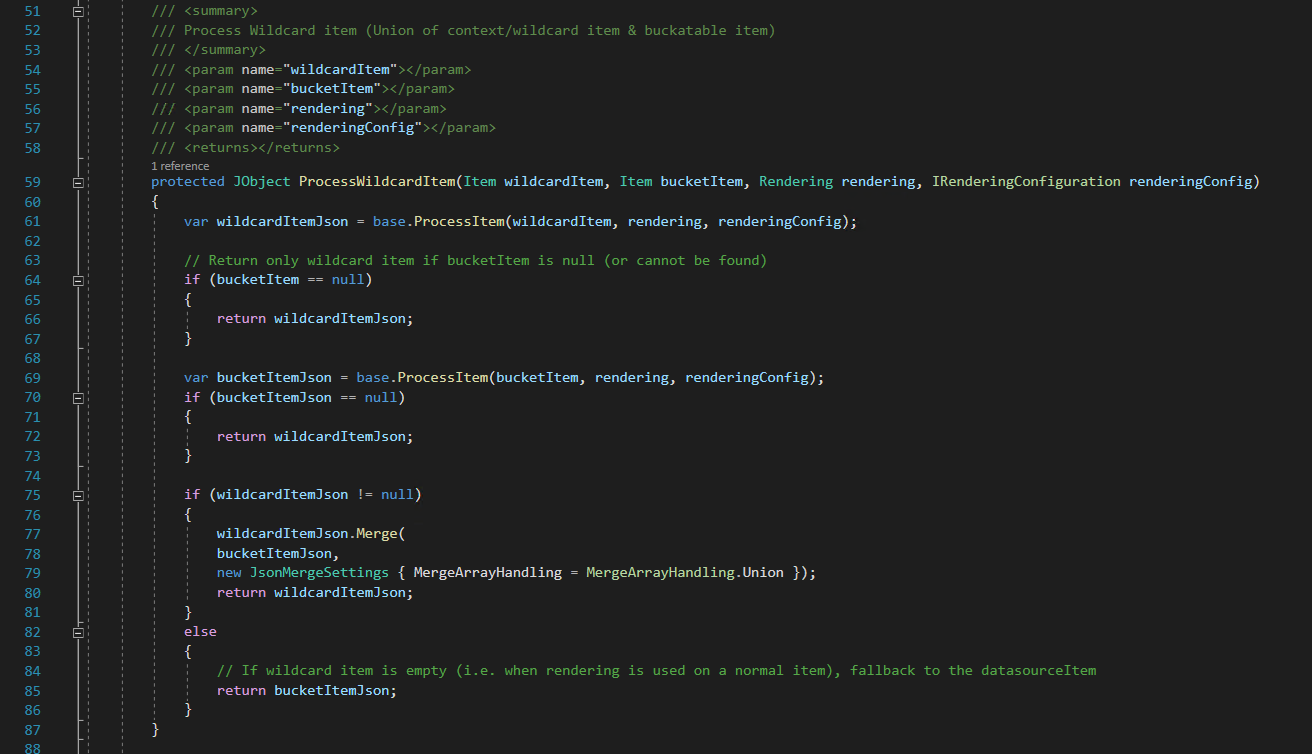 51 /// <summary>
52 /// Process Wildcard item (Union of context/wildcard item & buckatable item)
53 /// </summary>
54 /// <param name="wildcardItem"></param>
55 /// <param name="bucketItem"></param>
56 /// <param name="rendering"></param>
57 /// <param name="renderingConfig"></param>
58 /// <returns></returns>
1 reference
59 protected JObject ProcessWildcardItem(Item wildcardItem, Item bucketItem, Rendering rendering, IRenderingConfiguration renderingConfig)
60 {
61 var wildcardItemJson = base.ProcessItem(wildcardItem, rendering, renderingConfig);
62
63 // Return only wildcard item if bucketItem is null (or cannot be found)
64 if (bucketItem == null)
65 {
66 return wildcardItemJson;
67 }
68
69 var bucketItemJson = base.ProcessItem(bucketItem, rendering, renderingConfig);
70 if (bucketItemJson == null)
71 {
72 return wildcardItemJson;
73 }
74
75 if (wildcardItemJson != null)
76 {
77 wildcardItemJson.Merge(
78 bucketItemJson,
79 new JsonMergeSettings { MergeArrayHandling = MergeArrayHandling.Union });
80 return wildcardItemJson;
81 }
82 else
83 {
84 // If wildcard item is empty (i.e. when rendering is used on a normal item), fallback to the datasourceItem
85 return bucketItemJson;
86 }
87 }
88